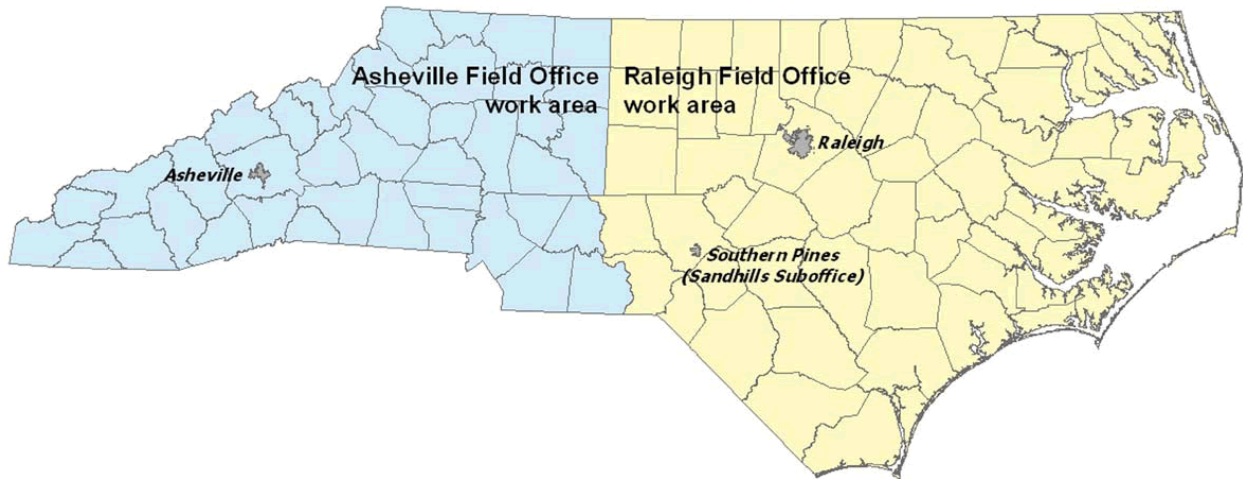 Asheville Field Office
work area
Raleigh Field Office
work area
Raleigh
Asheville
Southern Pines
(Sandhills Suboffice)